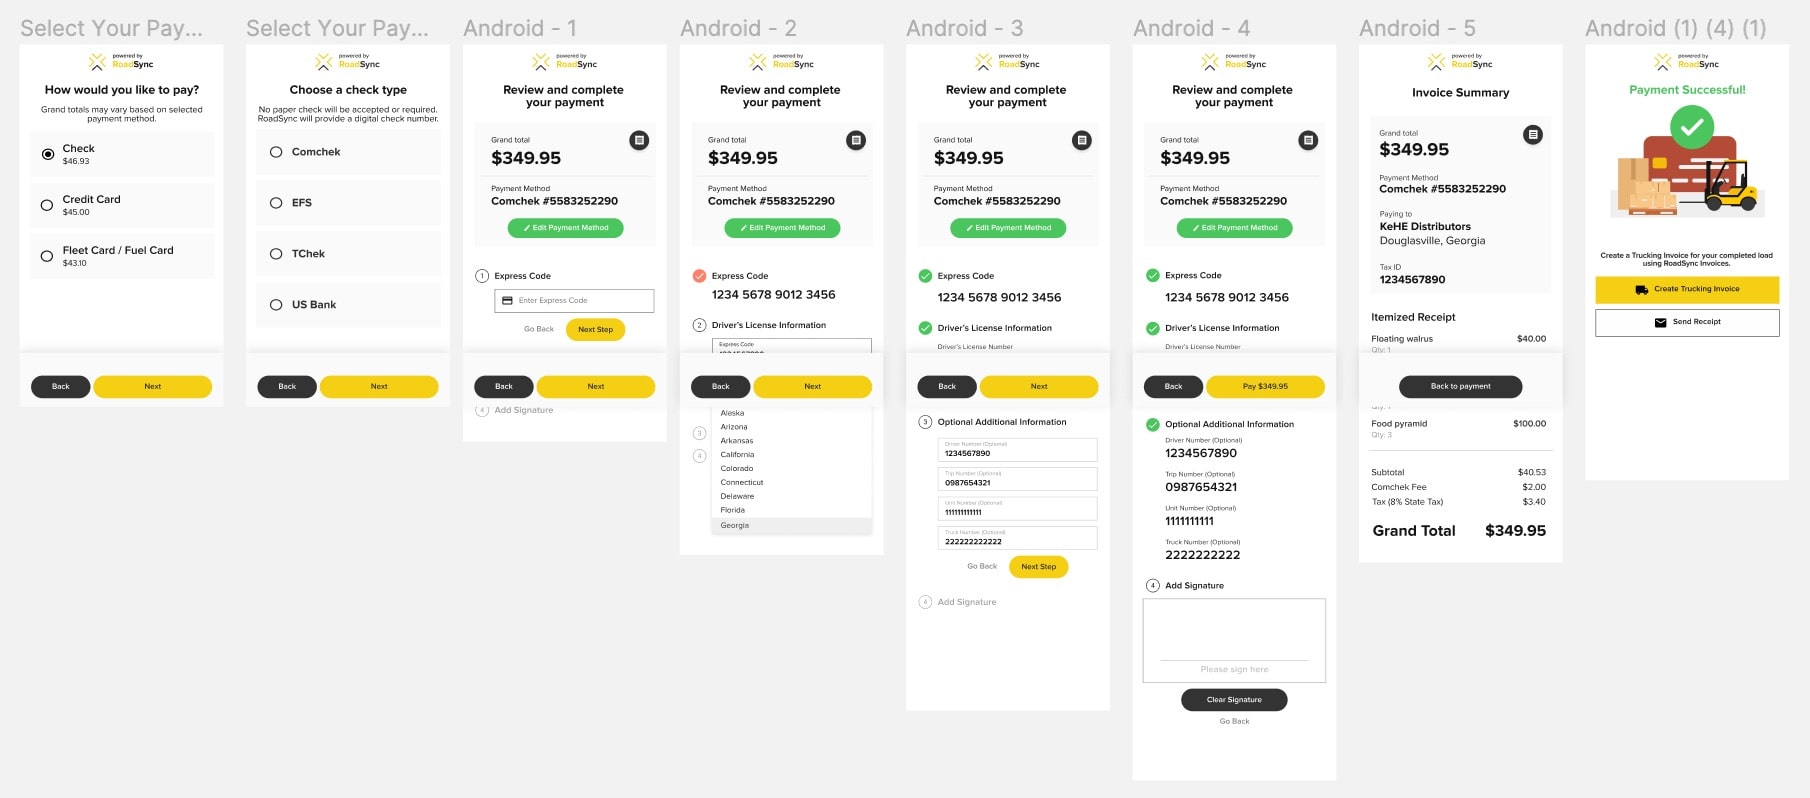 Select Your Pay...
powered by
RoadSync
How would you like to pay?
Grand totals may vary based on selected
payment method.
Check
$46.93
Credit Card
$45.00
Fleet Card / Fuel Card
$43.10
Back
Next
Select Your Pay...
powered by
RoadSync
Choose a check type
No paper check will be accepted or required.
RoadSync will provide a digital check number.
Comchek
EFS
TChek
US Bank
Back
Next
Android - 1
powered by
RoadSync
Review and complete
your payment
Grand total
$349.95
Payment Method
Comchek #5583252290
Edit Payment Method
1 Express Code
Enter Express Code
Go Back
Next Step
Back
Next
4 Add Signature
Android - 2
powered by
RoadSync
Review and complete
your payment
Grand total
$349.95
Payment Method
Comchek #5583252290
Edit Payment Method
Express Code
1234 5678 9012 3456
2 Driver's License Information
Express Code
Back
Next
Alaska
Arizona
3
Arkansas
California
4
Colorado
Connecticut
Delaware
Florida
Georgia
Android - 3
powered by
RoadSync
Review and complete
your payment
Grand total
$349.95
Payment Method
Comchek #5583252290
Edit Payment Method
Express Code
1234 5678 9012 3456
Driver's License Information
Driver's License Number
Back
Next
3 Optional Additional Information
Driver Number (Optional)
1234567890
Trip Number (Optional)
0987654321
Unit Number (Optional)
111111111111
Truck Number (Optional)
222222222222
Go Back
Next Step
4 Add Signature
Android - 4
powered by
RoadSync
Review and complete
your payment
Grand total
$349.95
Payment Method
Comchek #5583252290
Edit Payment Method
Express Code
1234 5678 9012 3456
Driver's License Information
Driver's License Number
Back
Pay $349.95
Optional Additional Information
Driver Number (Optional)
1234567890
Trip Number (Optional)
0987654321
Unit Number (Optional)
1111111111
Truck Number (Optional)
2222222222
4 Add Signature
Please sign here
Clear Signature
Go Back
Android - 5
powered by
RoadSync
Invoice Summary
Grand total
$349.95
Payment Method
Comchek #5583252290
Paying to
KeHE Distributors
Douglasville, Georgia
Tax ID
1234567890
Itemized Receipt
Floating walrus $40.00
Qty: 1
Back to payment
Food pyramid $100.00
Qty: 3
Subtotal $40.53
Comchek Fee $2.00
Tax (8% State Tax) $3.40
Grand Total $349.95
Android (1) (4) (1)
powered by
RoadSync
Payment Successful!
Create a Trucking Invoice for your completed load
using RoadSync Invoices.
Create Trucking Invoice
Send Receipt